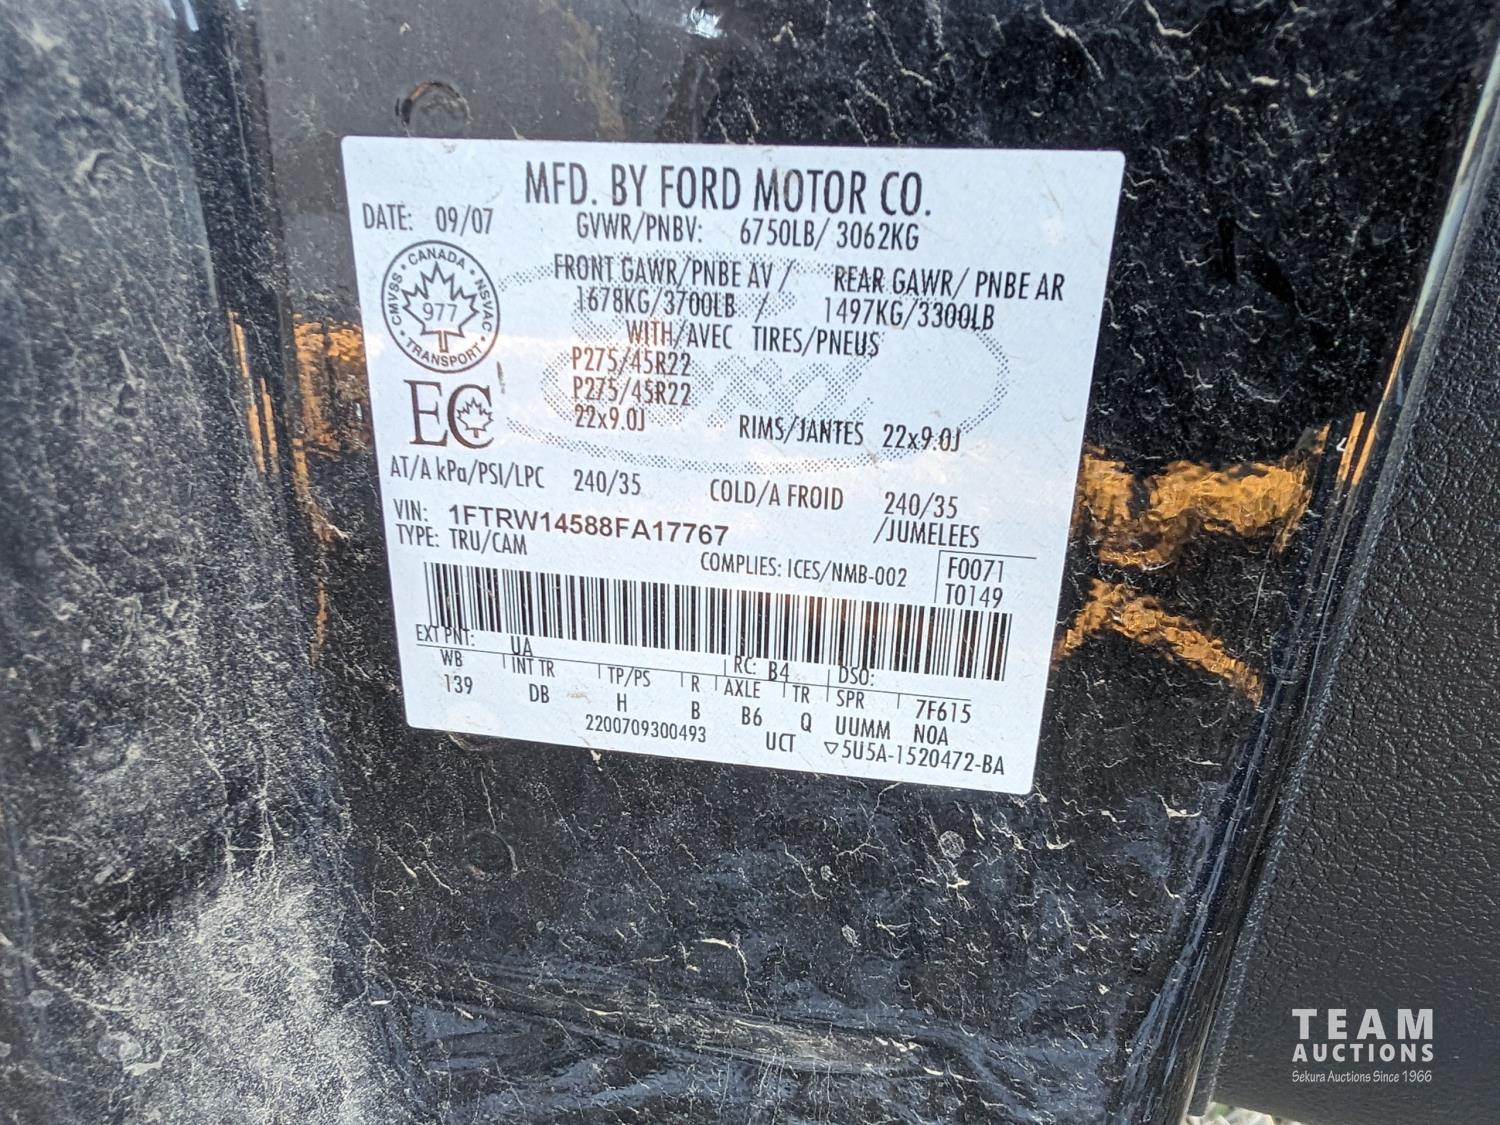 MFD. BY FORD MOTOR CO.
DATE: 09/07 GVWR/PNBV: 6750LB/ 3062KG
FRONT GAWR/PNBE AV / REAR GAWR/ PNBE AR
1678KG/3700LB / 1497KG/3300LB
WITH/AVEC TIRES/PNEUS
P275/45R22
P275/45R22
22x9.0J RIMS/JANTES 22x9.0J
CANADA
CMVSS NSVAC
977
TRANSPORT
EC
AT/A kPa/PSI/LPC 240/35 COLD/A FROID 240/35
VIN: 1FTRW14588FA17767 /JUMELEES
TYPE: TRU/CAM
COMPLIES: ICES/NMB-002 F0071
T0149
EXT PNT: UA RC: B4 DSO:
WB INT TR TP/PS R AXLE TR SPR 7F615
139 DB H B B6 Q UUMM NOA
2200709300493 UCT ▽5U5A-1520472-BA
TEAM
AUCTIONS
Sekura Auctions Since 1966